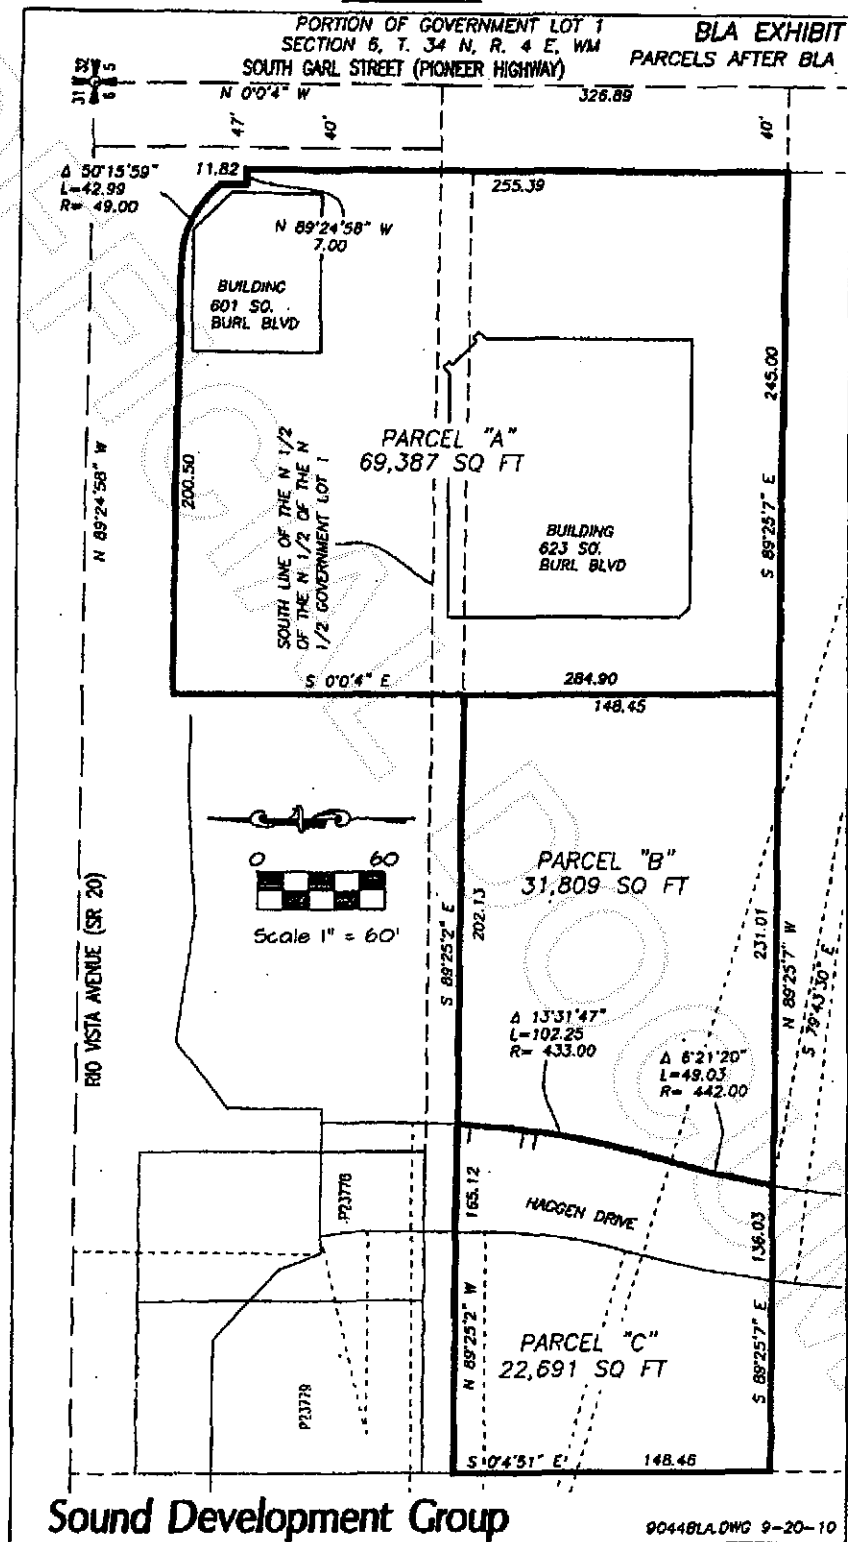 PORTION OF GOVERNMENT LOT 1
SECTION 6, T. 34 N, R. 4 E, WM
SOUTH GARL STREET (PIONEER HIGHWAY)
BLA EXHIBIT
PARCELS AFTER BLA
31 32
6 5
N 0'0'4" W
326.89
47'
40'
40'
Δ 50'15'59"
L=42.99
R= 49.00
11.82
255.39
N 89'24'58" W
7.00
BUILDING
601 SO.
BURL BLVD
245.00
S 89'25'7" E
PARCEL "A"
69,387 SQ FT
N 89'24'58" W
200.50
SOUTH LINE OF THE N 1/2
OF THE N 1/2 OF THE N
1/2 GOVERNMENT LOT 1
BUILDING
623 SO.
BURL BLVD
S 0'0'4" E
284.90
148.45
0 60
Scale 1" = 60'
PARCEL "B"
31,809 SQ FT
RIO VISTA AVENUE (SR 20)
S 89'25'2" E
202.13
231.01
N 89'25'7" W
S 79'43'30" E
Δ 13'31'47"
L=102.25
R= 433.00
Δ 6'21'20"
L=49.03
R= 442.00
P23778
165.12
HAGGEN DRIVE
136.03
N 89'25'2" W
PARCEL "C"
22,691 SQ FT
S 89'25'7" E
P23779
S 0'4'51" E
148.46
Sound Development Group
9044BLA.DWG 9-20-10